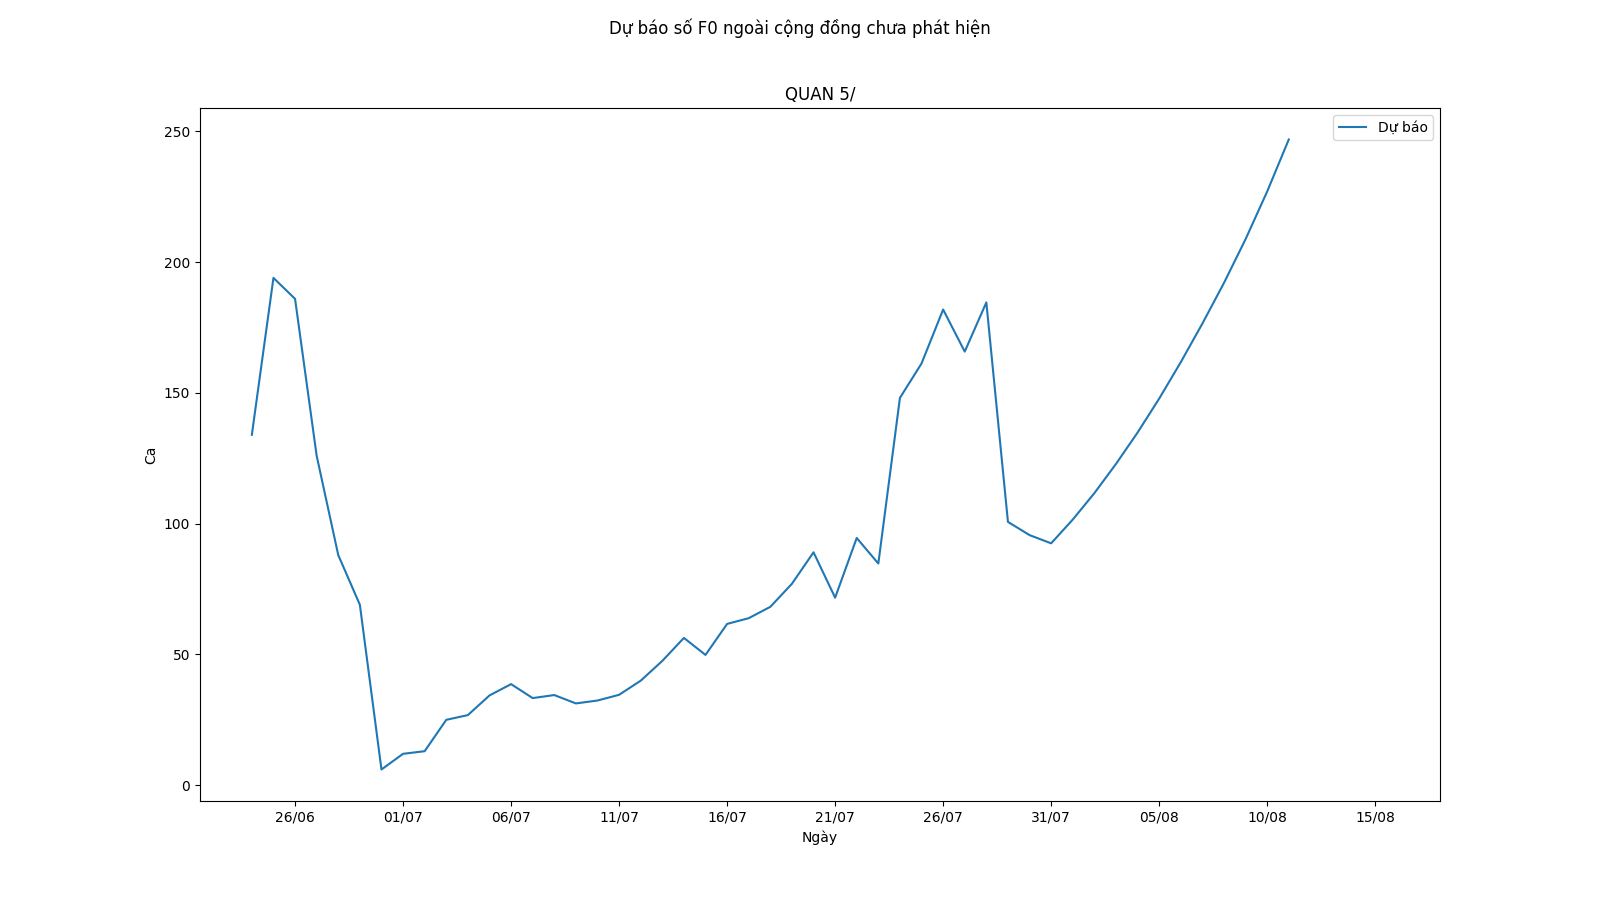 Dự báo số F0 ngoài cộng đồng chưa phát hiện
QUAN 5/
Dự báo
250
200
150
100
50
0
Ca
26/06 01/07 06/07 11/07 16/07 21/07 26/07 31/07 05/08 10/08 15/08
Ngày